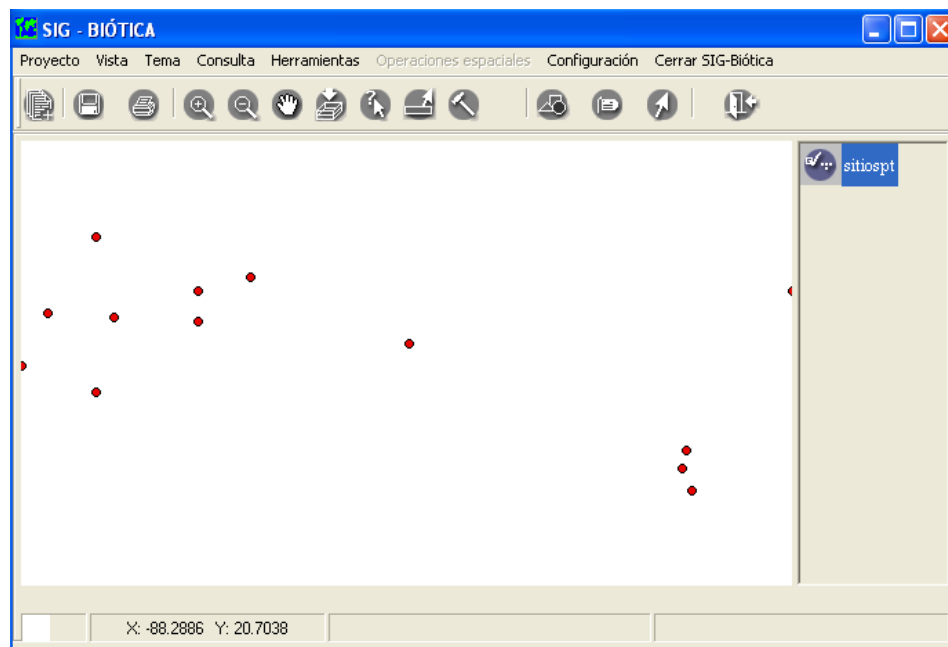 SIG - BIÓTICA
Proyecto Vista Tema Consulta Herramientas Operaciones espaciales Configuración Cerrar SIG-Biótica
sitiospt
X: -88.2886 Y: 20.7038